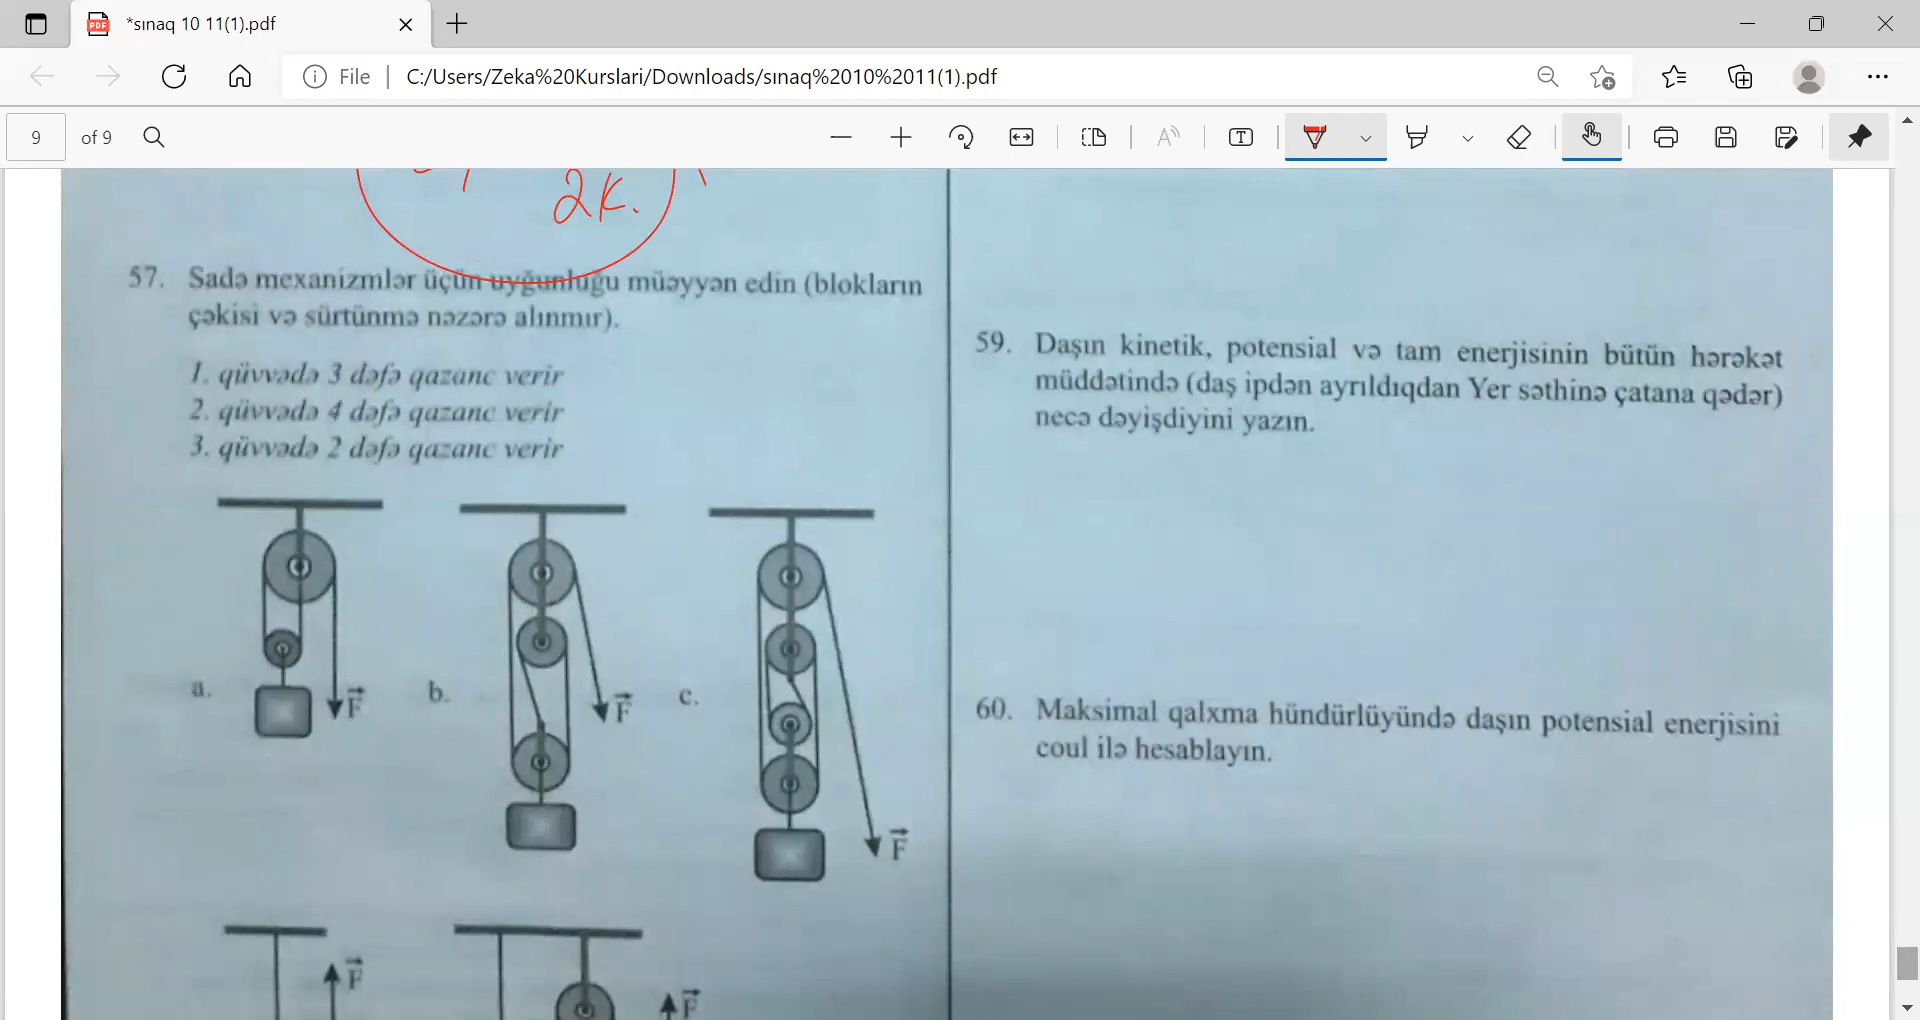 *sınaq 10 11(1).pdf
File
C:/Users/Zeka%20Kurslari/Downloads/sınaq%2010%2011(1).pdf
9 of 9
2K.
57. Sadə mexanizmlər üçün uyğunluğu müəyyən edin (blokların
çəkisi və sürtünmə nəzərə alınmır).
1. qüvvədə 3 dəfə qazanc verir
2. qüvvədə 4 dəfə qazanc verir
3. qüvvədə 2 dəfə qazanc verir
a. F
b. F
c. F
F
F
59. Daşın kinetik, potensial və tam enerjisinin bütün hərəkət
müddətində (daş ipdən ayrıldıqdan Yer səthinə çatana qədər)
necə dəyişdiyini yazın.
60. Maksimal qalxma hündürlüyündə daşın potensial enerjisini
coul ilə hesablayın.